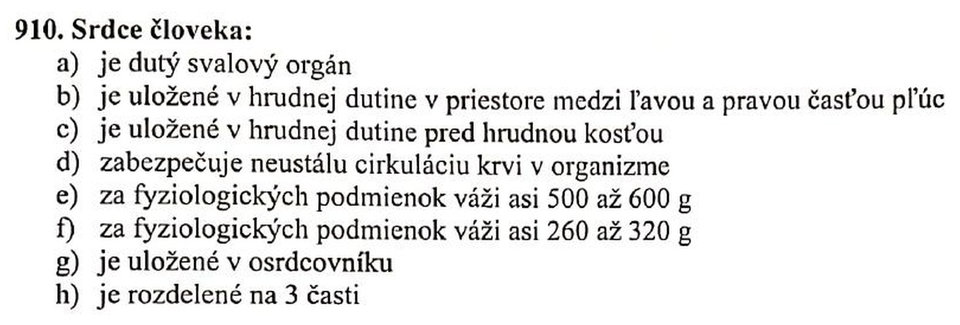 910. Srdce človeka:
a) je dutý svalový orgán
b) je uložené v hrudnej dutine v priestore medzi ľavou a pravou časťou pľúc
c) je uložené v hrudnej dutine pred hrudnou kosťou
d) zabezpečuje neustálu cirkuláciu krvi v organizme
e) za fyziologických podmienok váži asi 500 až 600 g
f) za fyziologických podmienok váži asi 260 až 320 g
g) je uložené v osrdcovníku
h) je rozdelené na 3 časti